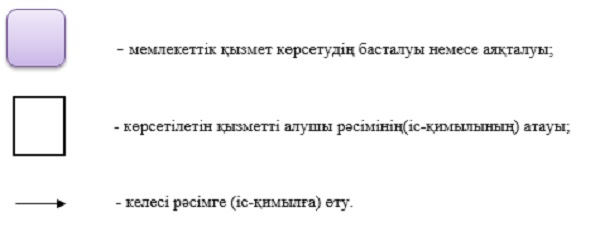 – мемлекеттік қызмет көрсетудің басталуы немесе аяқталуы;
- көрсетілетін қызметті алушы рәсімінің(іс-қимылының) атауы;
- келесі рәсімге (іс-қимылға) өту.